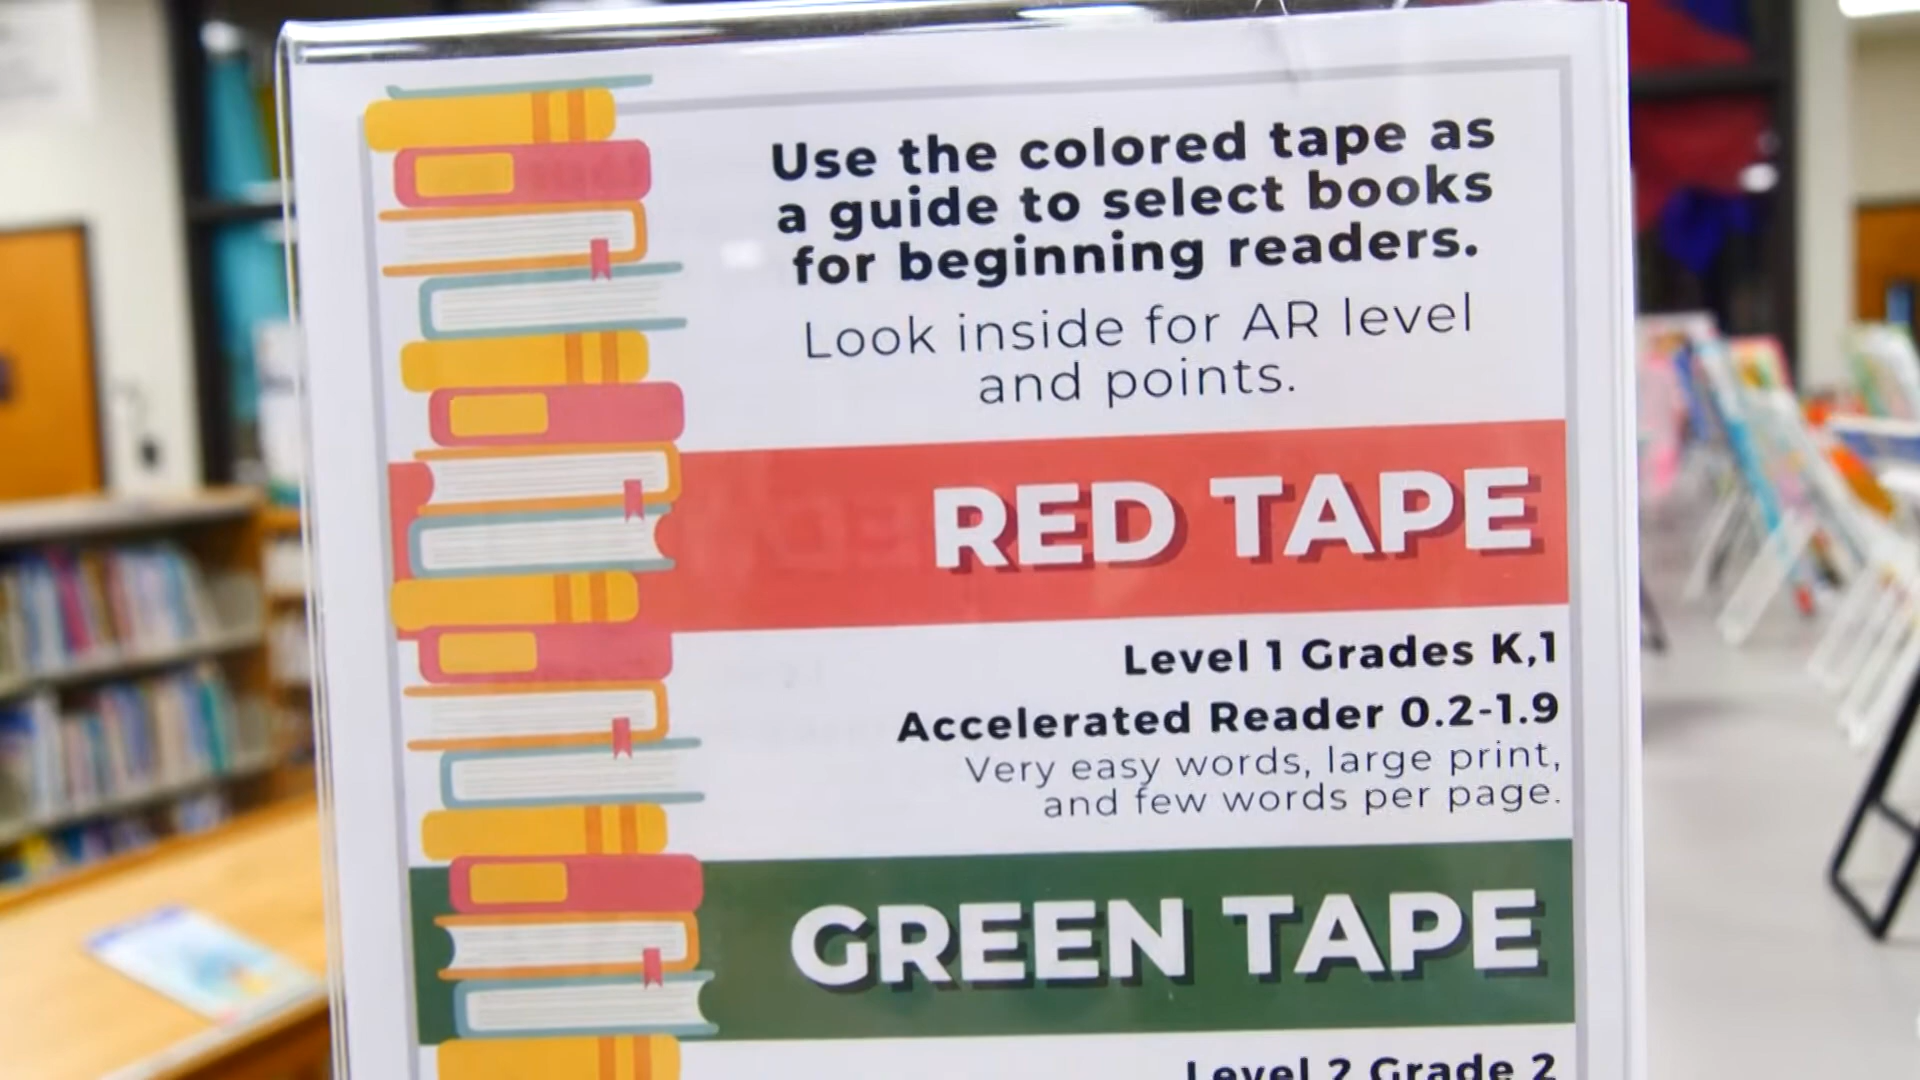 Use the colored tape as
a guide to select books
for beginning readers.
Look inside for AR level
and points.
RED TAPE
Level 1 Grades K,1
Accelerated Reader 0.2-1.9
Very easy words, large print,
and few words per page.
GREEN TAPE
Level 2 Grade 2